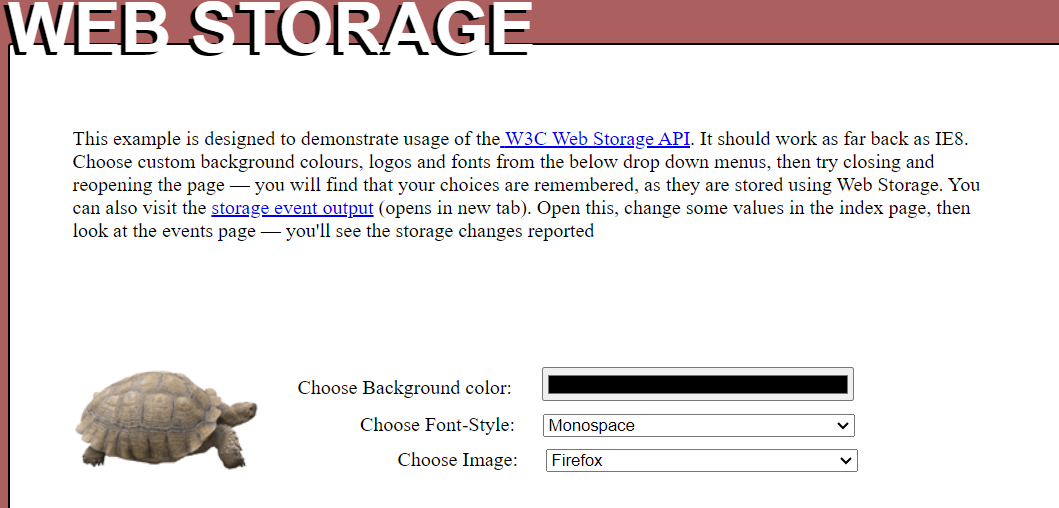 WEB STORAGE
This example is designed to demonstrate usage of the W3C Web Storage API. It should work as far back as IE8.
Choose custom background colours, logos and fonts from the below drop down menus, then try closing and
reopening the page — you will find that your choices are remembered, as they are stored using Web Storage. You
can also visit the storage event output (opens in new tab). Open this, change some values in the index page, then
look at the events page — you'll see the storage changes reported
Choose Background color:
Choose Font-Style: Monospace
Choose Image: Firefox